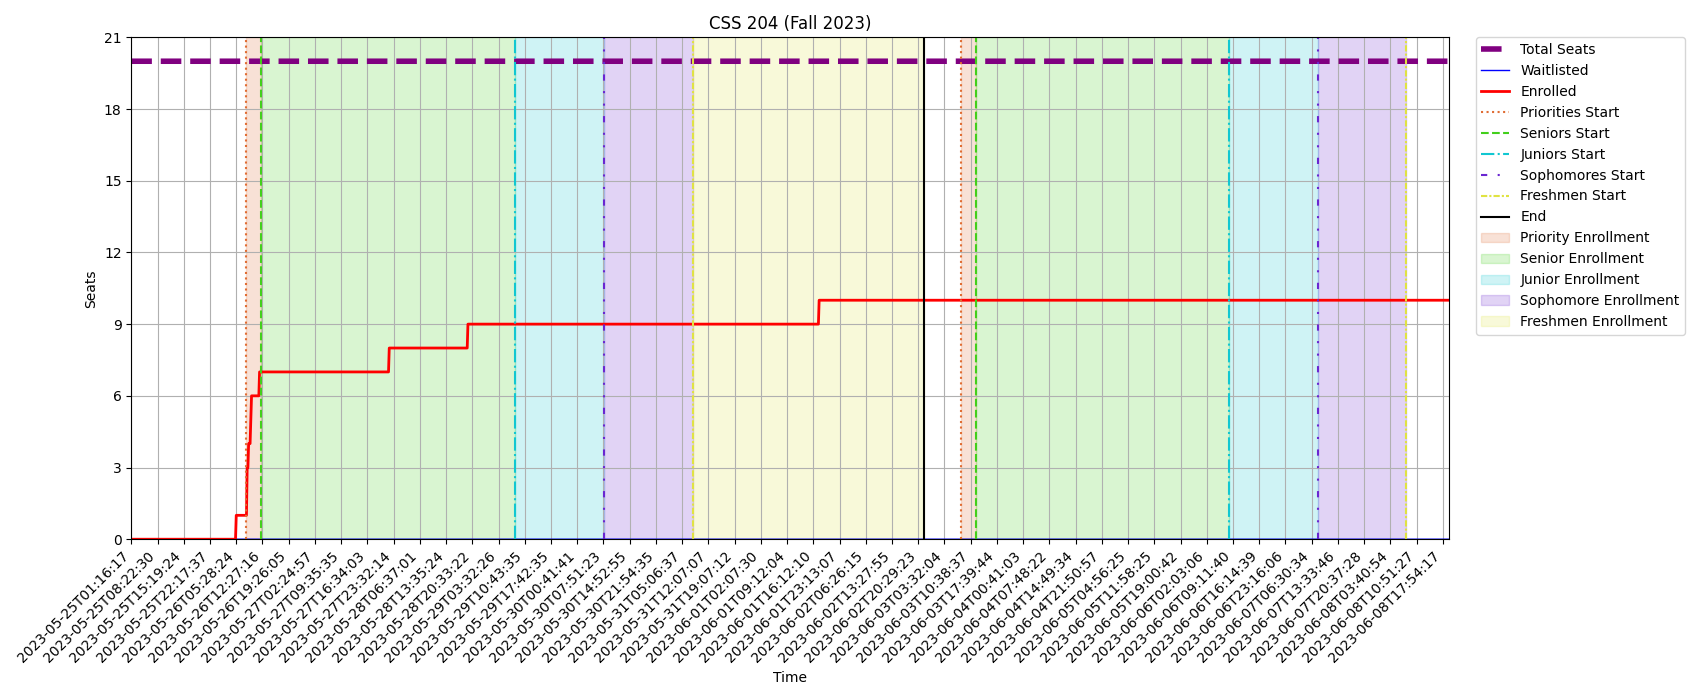 CSS 204 (Fall 2023)
Seats
21
18
15
12
9
6
3
0
2023-05-25T01:16:17
2023-05-25T08:22:30
2023-05-25T15:19:24
2023-05-25T22:17:37
2023-05-26T05:28:24
2023-05-26T12:27:16
2023-05-26T19:26:05
2023-05-27T02:24:57
2023-05-27T09:35:35
2023-05-27T16:34:03
2023-05-27T23:32:14
2023-05-28T06:37:01
2023-05-28T13:35:24
2023-05-28T20:33:22
2023-05-29T03:32:26
2023-05-29T10:43:35
2023-05-29T17:42:35
2023-05-30T00:41:41
2023-05-30T07:51:23
2023-05-30T14:52:55
2023-05-30T21:54:35
2023-05-31T05:06:37
2023-05-31T12:07:07
2023-05-31T19:07:12
2023-06-01T02:07:30
2023-06-01T09:12:04
2023-06-01T16:12:10
2023-06-01T23:13:07
2023-06-02T06:26:15
2023-06-02T13:27:55
2023-06-02T20:29:23
2023-06-03T03:32:04
2023-06-03T10:38:37
2023-06-03T17:39:44
2023-06-04T00:41:03
2023-06-04T07:48:22
2023-06-04T14:49:34
2023-06-04T21:50:57
2023-06-05T04:56:25
2023-06-05T11:58:25
2023-06-05T19:00:42
2023-06-06T02:03:06
2023-06-06T09:11:40
2023-06-06T16:14:39
2023-06-06T23:16:06
2023-06-07T06:30:34
2023-06-07T13:33:46
2023-06-07T20:37:28
2023-06-08T03:40:54
2023-06-08T10:51:27
2023-06-08T17:54:17
Time
Total Seats
Waitlisted
Enrolled
Priorities Start
Seniors Start
Juniors Start
Sophomores Start
Freshmen Start
End
Priority Enrollment
Senior Enrollment
Junior Enrollment
Sophomore Enrollment
Freshmen Enrollment